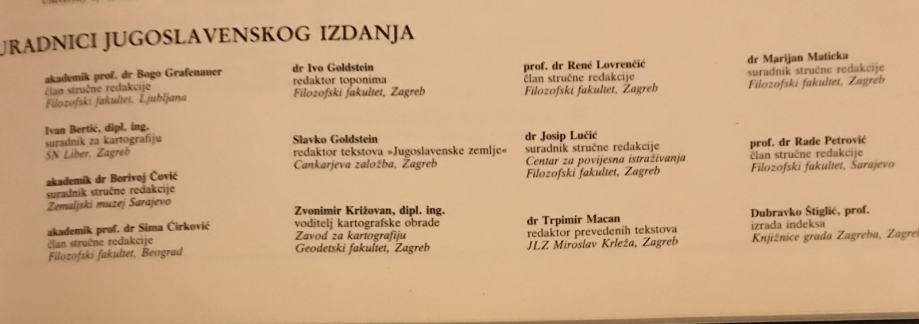 URADNICI JUGOSLAVENSKOG IZDANJA
akademik prof. dr Bogo Grafenauer
član stručne redakcije
Filozofski fakultet, Ljubljana
Ivan Bertić, dipl. ing.
suradnik za kartografiju
SN Liber, Zagreb
akademik dr Borivoj Čović
suradnik stručne redakcije
Zemaljski muzej Sarajevo
akademik prof. dr Sima Ćirković
član stručne redakcije
Filozofski fakultet, Beograd
dr Ivo Goldstein
redaktor toponima
Filozofski fakultet, Zagreb
Slavko Goldstein
redaktor tekstova »Jugoslavenske zemlje«
Cankarjeva založba, Zagreb
Zvonimir Križovan, dipl. ing.
voditelj kartografske obrade
Zavod za kartografiju
Geodetski fakultet, Zagreb
prof. dr René Lovrenčić
član stručne redakcije
Filozofski fakultet, Zagreb
dr Josip Lučić
suradnik stručne redakcije
Centar za povijesna istraživanja
Filozofski fakultet, Zagreb
dr Trpimir Macan
redaktor prevedenih tekstova
JLZ Miroslav Krleža, Zagreb
dr Marijan Maticka
suradnik stručne redakcije
Filozofski fakultet, Zagreb
prof. dr Rade Petrović
član stručne redakcije
Filozofski fakultet, Sarajevo
Dubravko Štiglić, prof.
izrada indeksa
Knjižnice grada Zagreba, Zagre